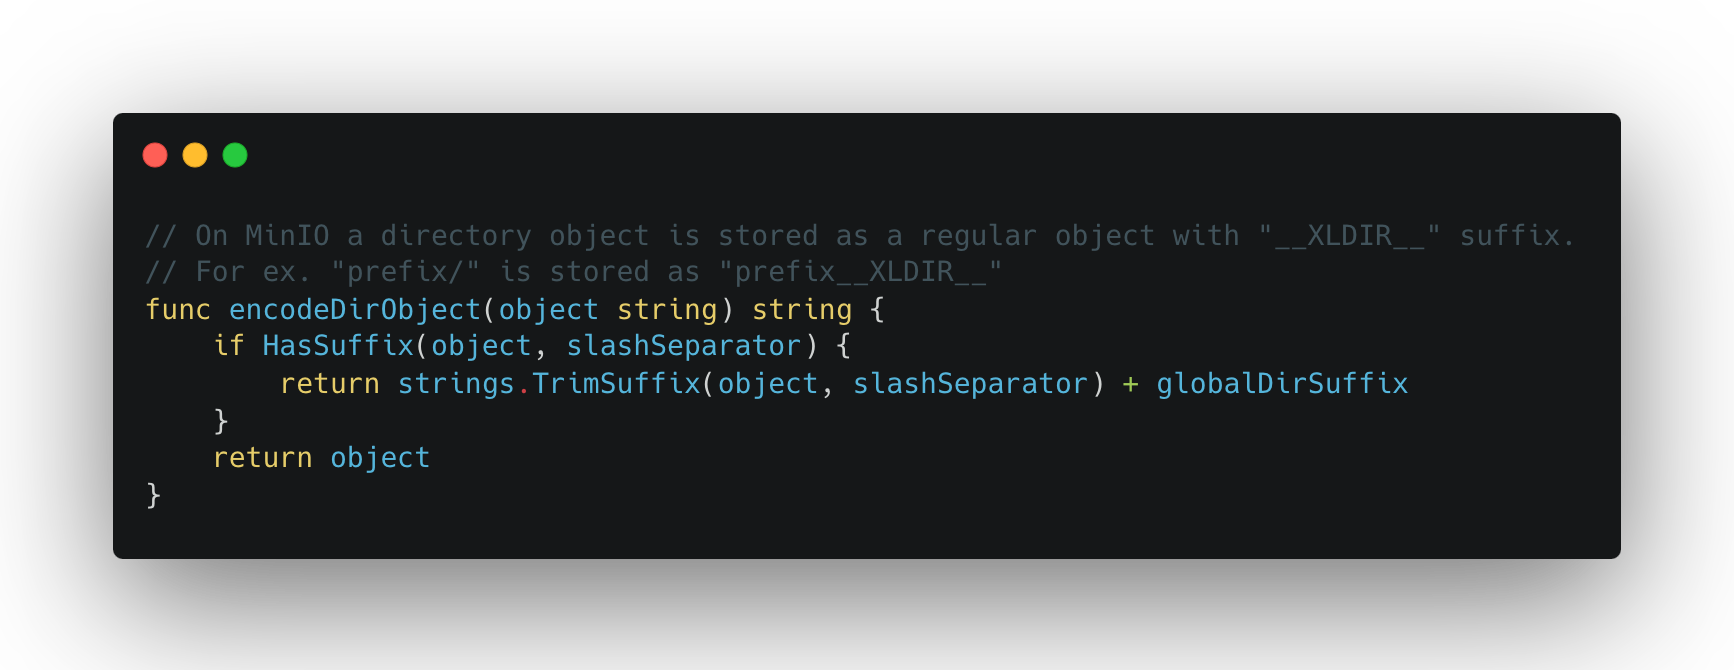 // On MinIO a directory object is stored as a regular object with "__XLDIR__" suffix.
// For ex. "prefix/" is stored as "prefix__XLDIR__"
func encodeDirObject(object string) string {
    if HasSuffix(object, slashSeparator) {
        return strings.TrimSuffix(object, slashSeparator) + globalDirSuffix
    }
    return object
}